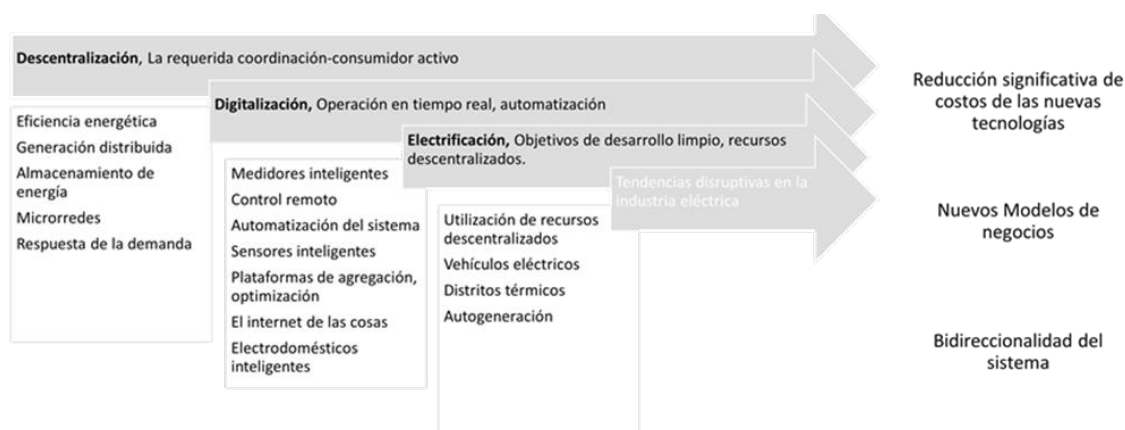 Descentralización, La requerida coordinación-consumidor activo
Eficiencia energética
Generación distribuida
Almacenamiento de
energía
Microrredes
Respuesta de la demanda
Digitalización, Operación en tiempo real, automatización
Medidores inteligentes
Control remoto
Automatización del sistema
Sensores inteligentes
Plataformas de agregación,
optimización
El internet de las cosas
Electrodomésticos
inteligentes
Electrificación, Objetivos de desarrollo limpio, recursos
descentralizados.
Utilización de recursos
descentralizados
Vehículos eléctricos
Distritos térmicos
Autogeneración
Tendencias disruptivas en la
industria eléctrica
Reducción significativa de
costos de las nuevas
tecnologías
Nuevos Modelos de
negocios
Bidireccionalidad del
sistema